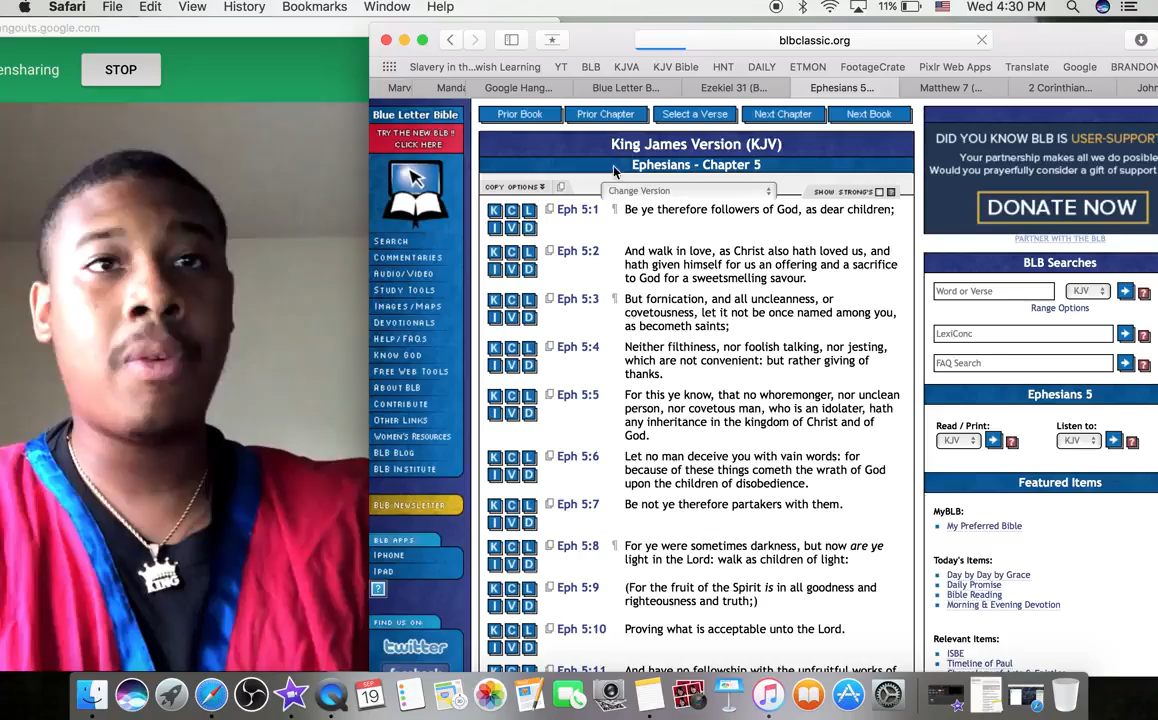 Safari File Edit View History Bookmarks Window Help 11% Wed 4:30 PM
engouts.google.com
ensharing STOP
blbclassic.org
Slavery in th...wish Learning YT BLB KJVA KJV Bible HNT DAILY ETMON FootageCrate Pixlr Web Apps Translate Google BRANDON
Marv Manda Google Hang... Blue Letter B... Ezekiel 31 (B... Ephesians 5... Matthew 7 (... 2 Corinthian... John
Blue Letter Bible
TRY THE NEW BLB !!
CLICK HERE
SEARCH
COMMENTARIES
AUDIO/VIDEO
STUDY TOOLS
IMAGES/MAPS
DEVOTIONALS
HELP/FAQS
KNOW GOD
FREE WEB TOOLS
ABOUT BLB
CONTRIBUTE
OTHER LINKS
WOMEN'S RESOURCES
BLB BLOG
BLB INSTITUTE
BLB NEWSLETTER
BLB APPS
IPHONE
IPAD
?
FIND US ON:
twitter
facebook
Prior Book Prior Chapter Select a Verse Next Chapter Next Book
King James Version (KJV)
Ephesians - Chapter 5
COPY OPTIONS Change Version SHOW STRONG'S
K C L Eph 5:1 ¶ Be ye therefore followers of God, as dear children;
I V D
K C L Eph 5:2 And walk in love, as Christ also hath loved us, and
I V D hath given himself for us an offering and a sacrifice
to God for a sweetsmelling savour.
K C L Eph 5:3 ¶ But fornication, and all uncleanness, or
I V D covetousness, let it not be once named among you,
as becometh saints;
K C L Eph 5:4 Neither filthiness, nor foolish talking, nor jesting,
I V D which are not convenient: but rather giving of
thanks.
K C L Eph 5:5 For this ye know, that no whoremonger, nor unclean
I V D person, nor covetous man, who is an idolater, hath
any inheritance in the kingdom of Christ and of
God.
K C L Eph 5:6 Let no man deceive you with vain words: for
I V D because of these things cometh the wrath of God
upon the children of disobedience.
K C L Eph 5:7 Be not ye therefore partakers with them.
I V D
K C L Eph 5:8 ¶ For ye were sometimes darkness, but now are ye
I V D light in the Lord: walk as children of light:
K C L Eph 5:9 (For the fruit of the Spirit is in all goodness and
I V D righteousness and truth;)
K C L Eph 5:10 Proving what is acceptable unto the Lord.
I V D
Eph 5:11 And have no fellowship with the unfruitful works of
DID YOU KNOW BLB IS USER-SUPPORT
Your partnership makes all we do possible
Would you prayerfully consider a gift of support
DONATE NOW
PARTNER WITH THE BLB
BLB Searches
Word or Verse KJV ?
Range Options
LexiConc ?
FAQ Search ?
Ephesians 5
Read / Print: Listen to:
KJV ? KJV ?
Featured Items
MyBLB:
My Preferred Bible
Today's Items:
Day by Day by Grace
Daily Promise
Bible Reading
Morning & Evening Devotion
Relevant Items:
ISBE
Timeline of Paul
KING
SEP
19